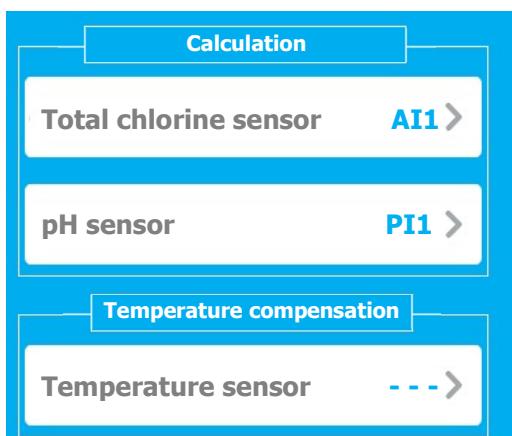 Calculation
Total chlorine sensor AI1
pH sensor PI1
Temperature compensation
Temperature sensor - - -